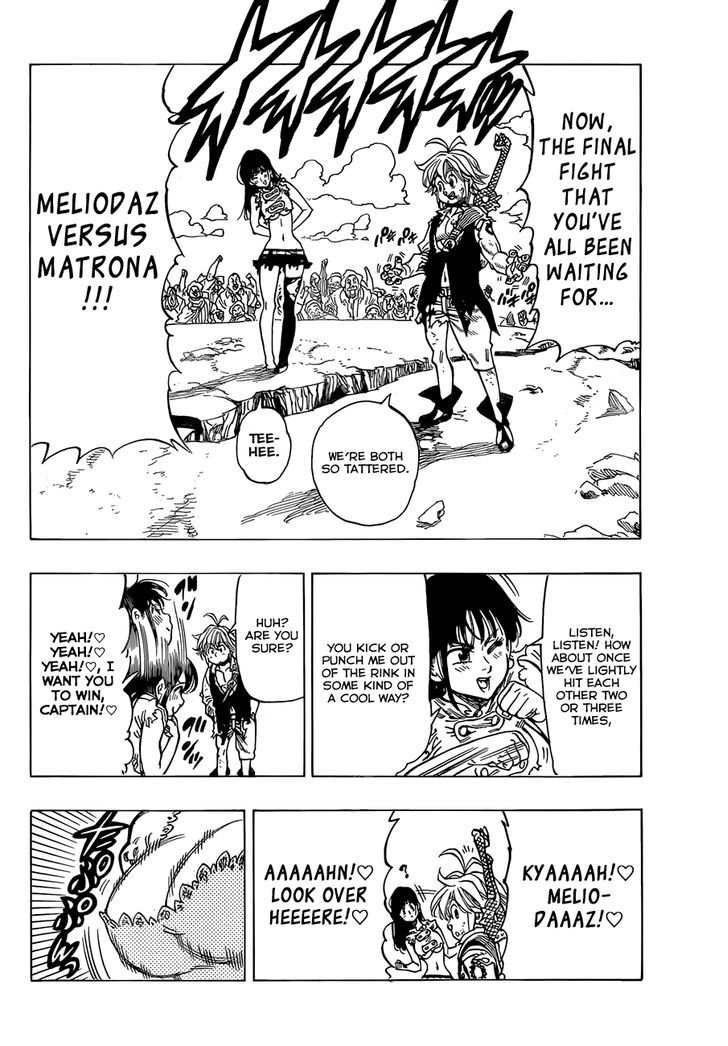 NOW,
THE FINAL
FIGHT
THAT
YOU'VE
ALL BEEN
WAITING
FOR...
MELIODAZ
VERSUS
MATRONA
!!!
WE'RE BOTH
SO TATTERED.
TEE-
HEE.
LISTEN,
LISTEN! HOW
ABOUT ONCE
WE'VE LIGHTLY
HIT EACH
OTHER TWO
OR THREE
TIMES,
YOU KICK OR
PUNCH ME OUT
OF THE RINK IN
SOME KIND OF
A COOL WAY?
HUH?
ARE YOU
SURE?
YEAH!♡
YEAH!♡
YEAH!♡, I
WANT YOU
TO WIN,
CAPTAIN!♡
KYAAAAH!♡
MELIO-
DAAAZ!♡
?
AAAAAHN!♡
LOOK OVER
HEEEERE!♡